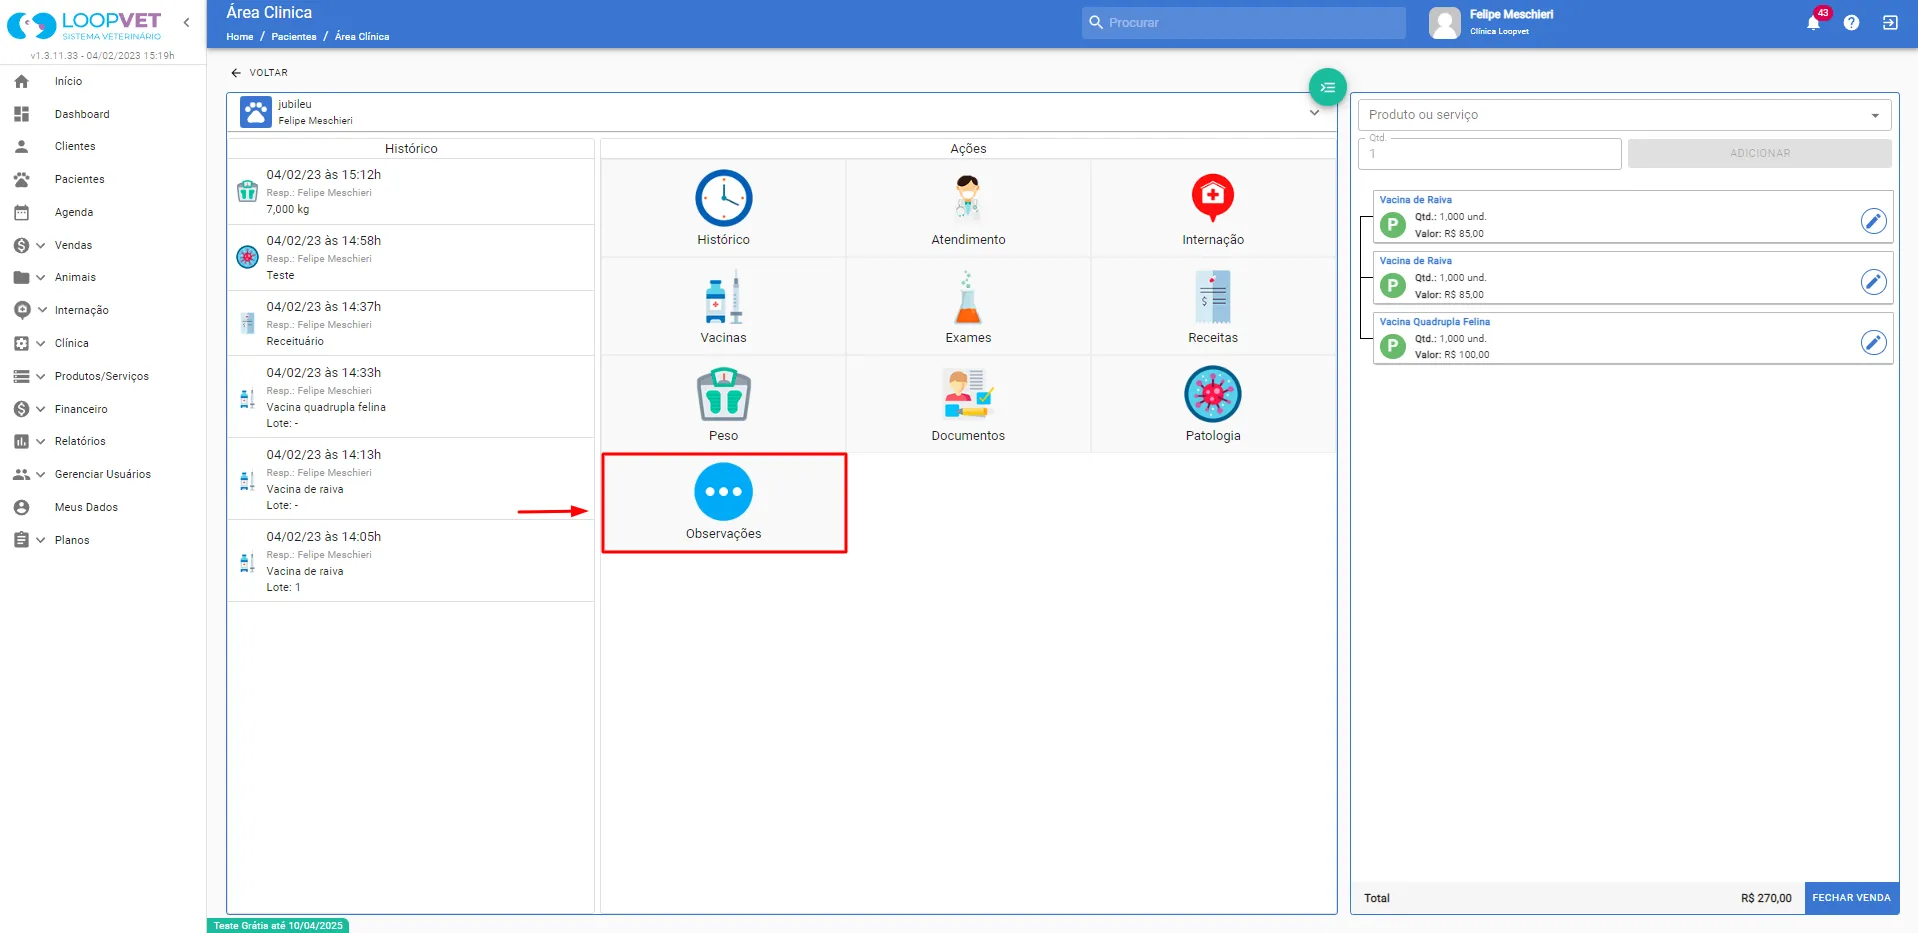 LOOPVET
SISTEMA VETERINÁRIO
v1.3.11.33 - 04/02/2023 15:19h
Início
Dashboard
Clientes
Pacientes
Agenda
Vendas
Animais
Internação
Clínica
Produtos/Serviços
Financeiro
Relatórios
Gerenciar Usuários
Meus Dados
Planos
Área Clinica
Home / Pacientes / Área Clínica
Procurar
Felipe Meschieri
Clínica Loopvet
43
VOLTAR
jubileu
Felipe Meschieri
Histórico
04/02/23 às 15:12h
Resp.: Felipe Meschieri
7,000 kg
04/02/23 às 14:58h
Resp.: Felipe Meschieri
Teste
04/02/23 às 14:37h
Resp.: Felipe Meschieri
Receituário
04/02/23 às 14:33h
Resp.: Felipe Meschieri
Vacina quadrupla felina
Lote: -
04/02/23 às 14:13h
Resp.: Felipe Meschieri
Vacina de raiva
Lote: -
04/02/23 às 14:05h
Resp.: Felipe Meschieri
Vacina de raiva
Lote: 1
Ações
Histórico
Atendimento
Internação
Vacinas
Exames
Receitas
Peso
Documentos
Patologia
Observações
Produto ou serviço
Qtd.
1
ADICIONAR
Vacina de Raiva
P
Qtd.: 1,000 und.
Valor: R$ 85,00
Vacina de Raiva
P
Qtd.: 1,000 und.
Valor: R$ 85,00
Vacina Quadrupla Felina
P
Qtd.: 1,000 und.
Valor: R$ 100,00
Total
R$ 270,00
FECHAR VENDA
Teste Grátis até 10/04/2025